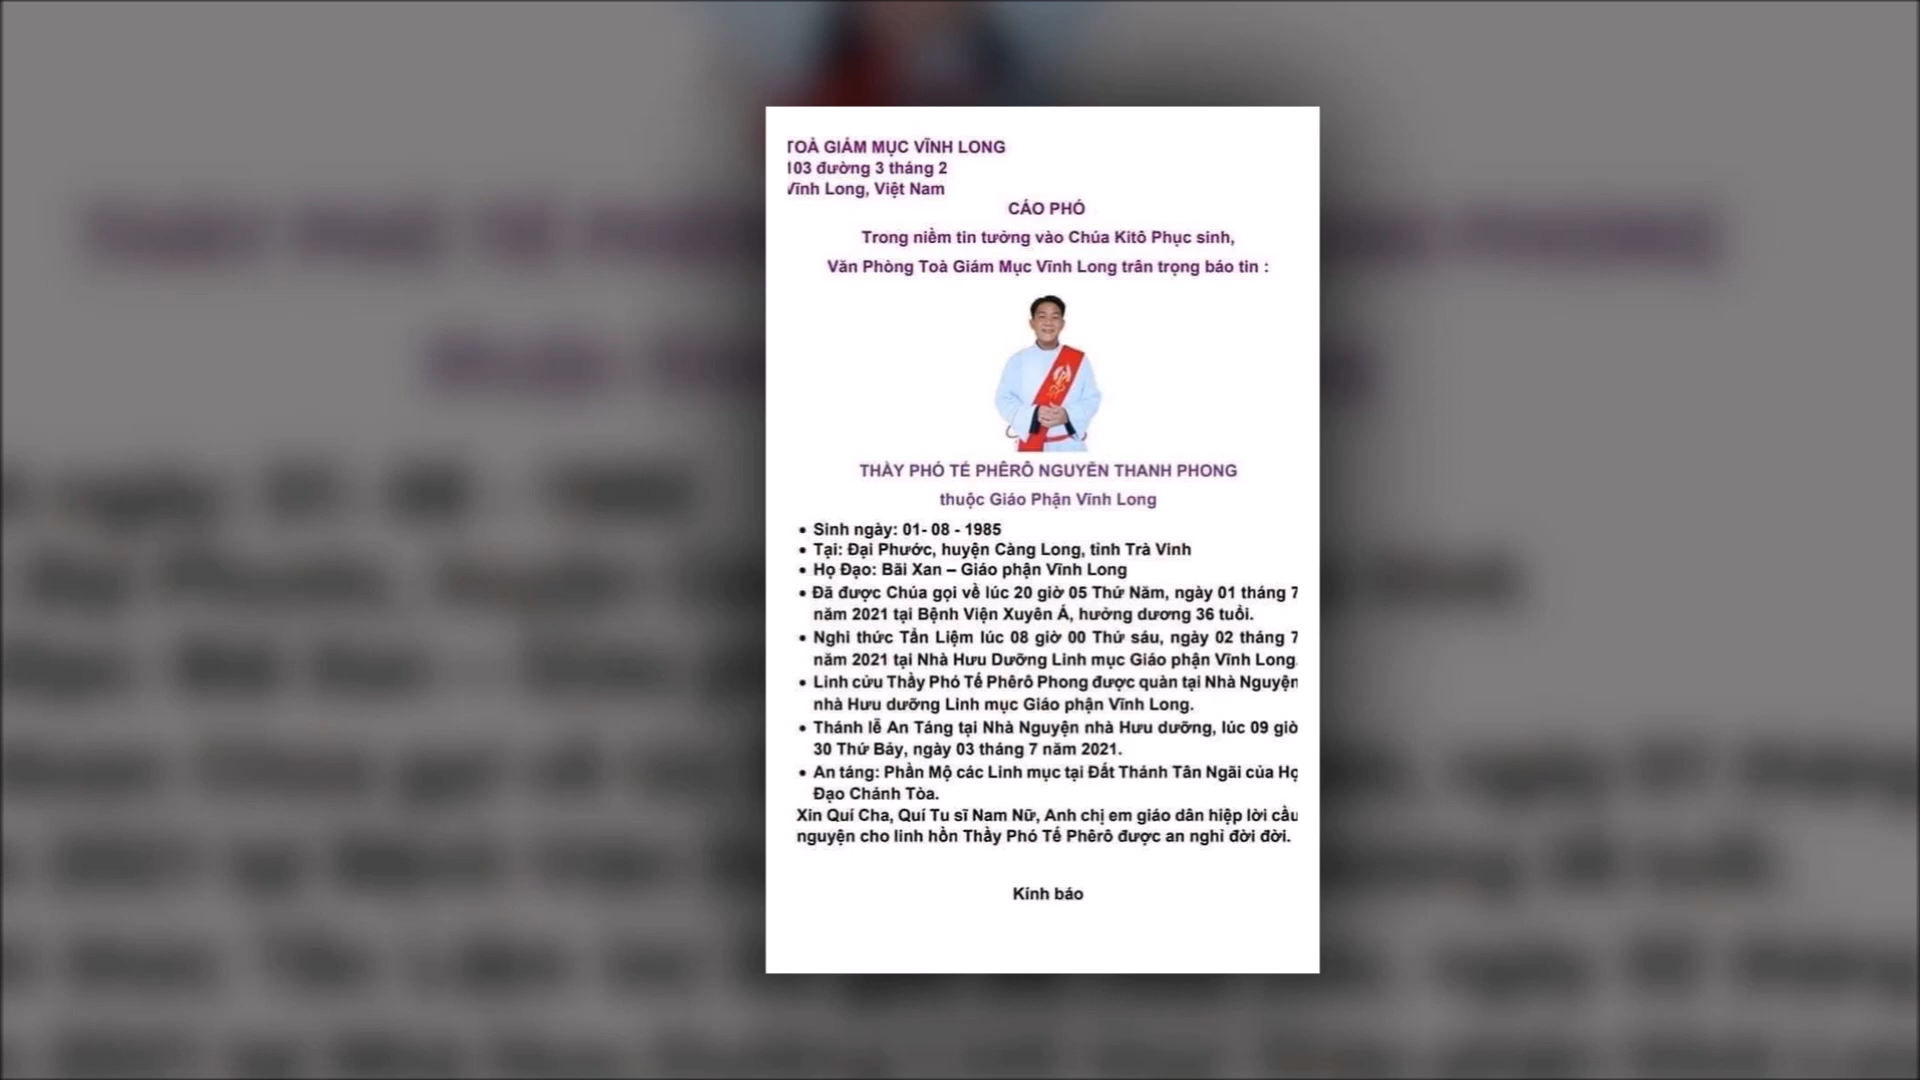 TOÀ GIÁM MỤC VĨNH LONG
103 đường 3 tháng 2
Vĩnh Long, Việt Nam
CÁO PHÓ
Trong niềm tin tưởng vào Chúa Kitô Phục sinh,
Văn Phòng Toà Giám Mục Vĩnh Long trân trọng báo tin :
THẦY PHÓ TẾ PHÊRÔ NGUYỄN THANH PHONG
thuộc Giáo Phận Vĩnh Long
• Sinh ngày: 01- 08 - 1985
• Tại: Đại Phước, huyện Càng Long, tỉnh Trà Vinh
• Họ Đạo: Bãi Xan – Giáo phận Vĩnh Long
• Đã được Chúa gọi về lúc 20 giờ 05 Thứ Năm, ngày 01 tháng 7
năm 2021 tại Bệnh Viện Xuyên Á, hưởng dương 36 tuổi.
• Nghi thức Tẩn Liệm lúc 08 giờ 00 Thứ sáu, ngày 02 tháng 7
năm 2021 tại Nhà Hưu Dưỡng Linh mục Giáo phận Vĩnh Long.
• Linh cửu Thầy Phó Tế Phêrô Phong được quàn tại Nhà Nguyện
nhà Hưu dưỡng Linh mục Giáo phận Vĩnh Long.
• Thánh lễ An Táng tại Nhà Nguyện nhà Hưu dưỡng, lúc 09 giờ
30 Thứ Bảy, ngày 03 tháng 7 năm 2021.
• An táng: Phần Mộ các Linh mục tại Đất Thánh Tân Ngãi của Họ
Đạo Chánh Tòa.
Xin Quí Cha, Quí Tu sĩ Nam Nữ, Anh chị em giáo dân hiệp lời cầu
nguyện cho linh hồn Thầy Phó Tế Phêrô được an nghỉ đời đời.
Kính báo